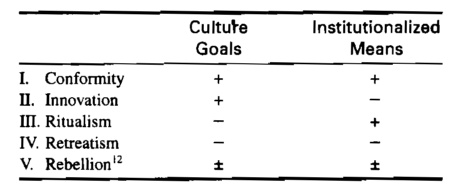 Culture Institutionalized
Goals Means
I. Conformity + +
II. Innovation + −
III. Ritualism − +
IV. Retreatism − −
V. Rebellion¹² ± ±